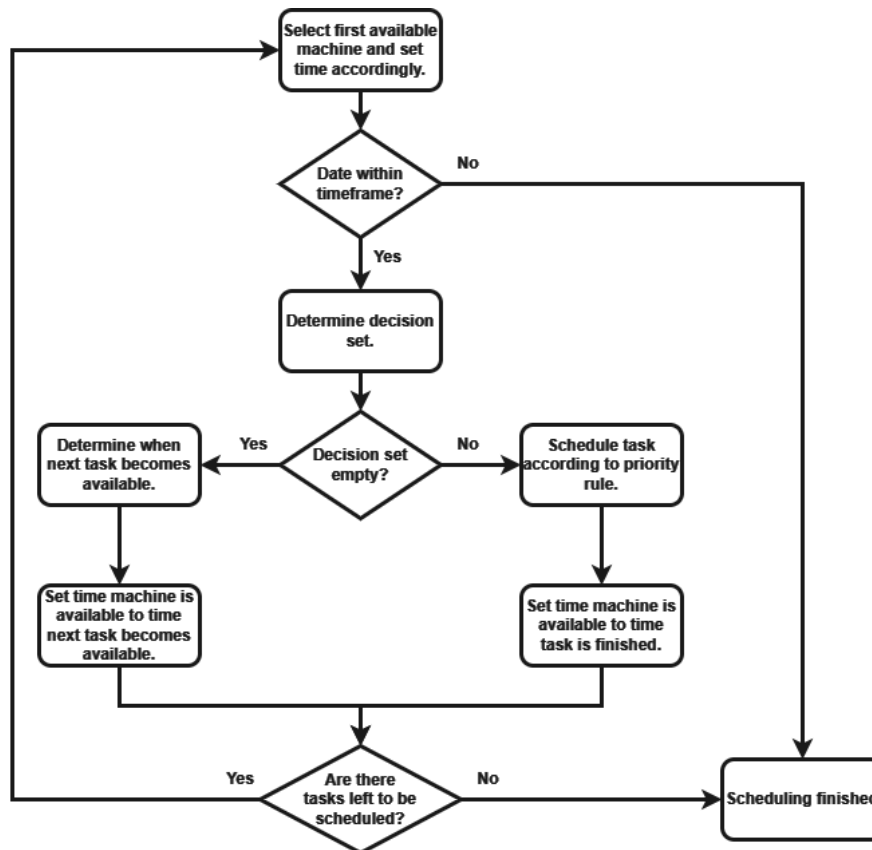 Select first available
machine and set
time accordingly.
No
Date within
timeframe?
Yes
Determine decision
set.
Determine when
next task becomes
available.
Yes
Decision set
empty?
No
Schedule task
according to priority
rule.
Set time machine is
available to time
next task becomes
available.
Set time machine is
available to time
task is finished.
Yes
Are there
tasks left to be
scheduled?
No
Scheduling finished